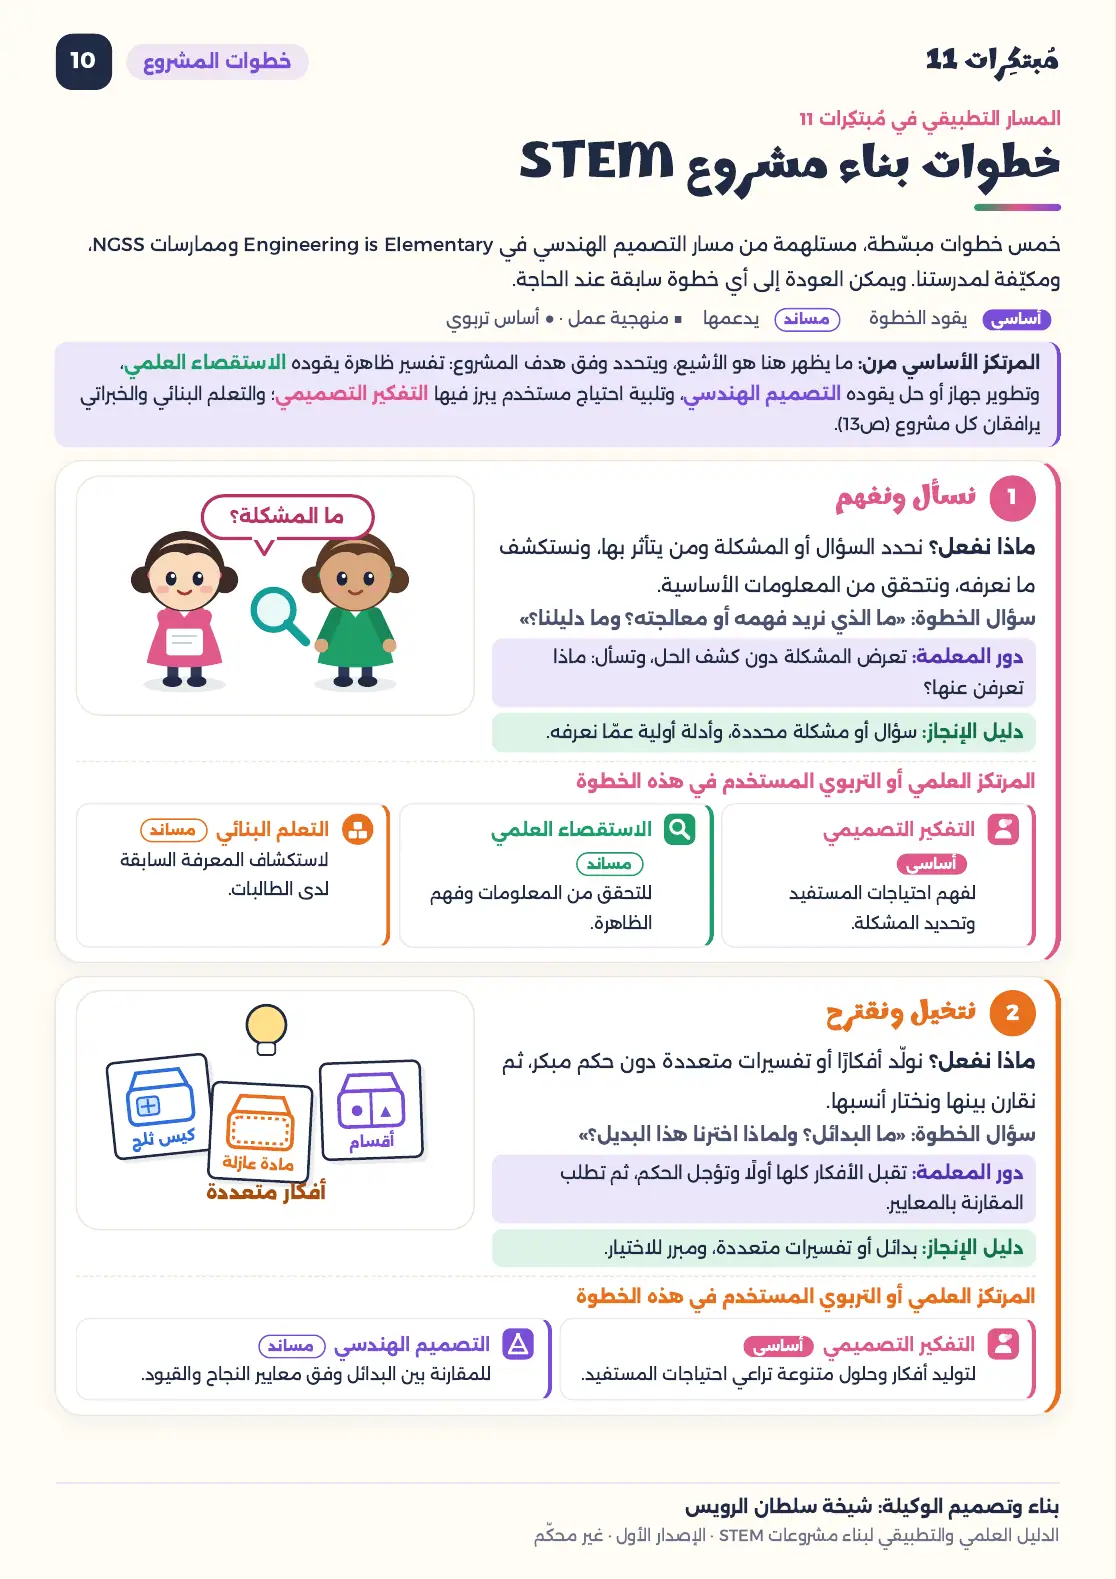 مُبتكِرات 11
خطوات المشروع
10
المسار التطبيقي في مُبتكِرات 11
خطوات بناء مشروع STEM
خمس خطوات مبسّطة، مستلهمة من مسار التصميم الهندسي في Engineering is Elementary وممارسات NGSS،
ومكيّفة لمدرستنا. ويمكن العودة إلى أي خطوة سابقة عند الحاجة.
أساسي يقود الخطوة مساند يدعمها ▪ منهجية عمل · • أساس تربوي
المرتكز الأساسي مرن: ما يظهر هنا هو الأشيع، ويتحدد وفق هدف المشروع: تفسير ظاهرة يقوده الاستقصاء العلمي،
وتطوير جهاز أو حل يقوده التصميم الهندسي، وتلبية احتياج مستخدم يبرز فيها التفكير التصميمي؛ والتعلم البنائي والخبراتي
يرافقان كل مشروع (ص13).
1 نسأل ونفهم
ماذا نفعل؟ نحدد السؤال أو المشكلة ومن يتأثر بها، ونستكشف
ما نعرفه، ونتحقق من المعلومات الأساسية.
سؤال الخطوة: «ما الذي نريد فهمه أو معالجته؟ وما دليلنا؟»
دور المعلمة: تعرض المشكلة دون كشف الحل، وتسأل: ماذا
تعرفن عنها؟
دليل الإنجاز: سؤال أو مشكلة محددة، وأدلة أولية عمّا نعرفه.
ما المشكلة؟
المرتكز العلمي أو التربوي المستخدم في هذه الخطوة
التفكير التصميمي
أساسي
لفهم احتياجات المستفيد
وتحديد المشكلة.
الاستقصاء العلمي
مساند
للتحقق من المعلومات وفهم
الظاهرة.
التعلم البنائي مساند
لاستكشاف المعرفة السابقة
لدى الطالبات.
2 نتخيل ونقترح
ماذا نفعل؟ نولّد أفكارًا أو تفسيرات متعددة دون حكم مبكر، ثم
نقارن بينها ونختار أنسبها.
سؤال الخطوة: «ما البدائل؟ ولماذا اخترنا هذا البديل؟»
دور المعلمة: تقبل الأفكار كلها أولًا وتؤجل الحكم، ثم تطلب
المقارنة بالمعايير.
دليل الإنجاز: بدائل أو تفسيرات متعددة، ومبرر للاختيار.
أقسام
مادة عازلة
كيس ثلج
أفكار متعددة
المرتكز العلمي أو التربوي المستخدم في هذه الخطوة
التفكير التصميمي أساسي
لتوليد أفكار وحلول متنوعة تراعي احتياجات المستفيد.
التصميم الهندسي مساند
للمقارنة بين البدائل وفق معايير النجاح والقيود.
بناء وتصميم الوكيلة: شيخة سلطان الرويس
الدليل العلمي والتطبيقي لبناء مشروعات STEM · الإصدار الأول · غير محكّم